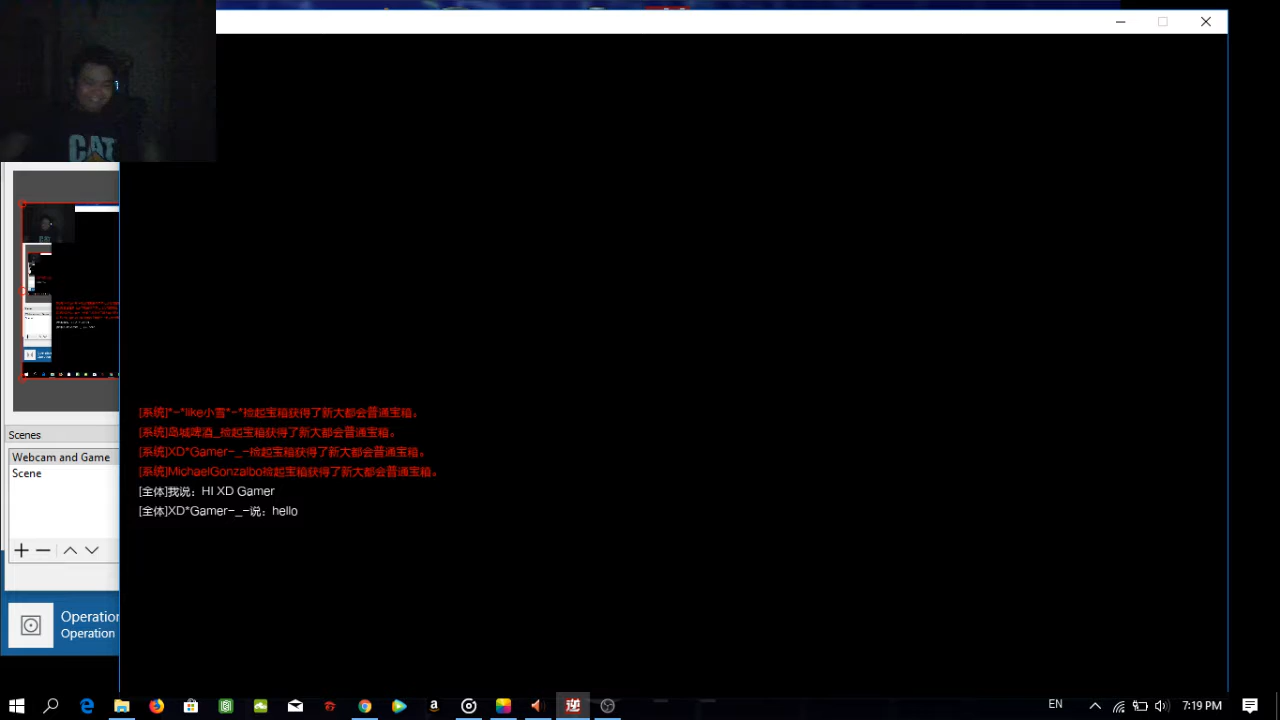 CAT
Scenes
Webcam and Game
Scene
[系统]*-*like小雪*-*捡起宝箱获得了新大都会普通宝箱。
[系统]岛城啤酒_捡起宝箱获得了新大都会普通宝箱。
[系统]XD*Gamer-_-捡起宝箱获得了新大都会普通宝箱。
[系统]MichaelGonzalbo捡起宝箱获得了新大都会普通宝箱。
[全体]我说：HI XD Gamer
[全体]XD*Gamer-_-说：hello
Operation
Operation
逆
EN
7:19 PM